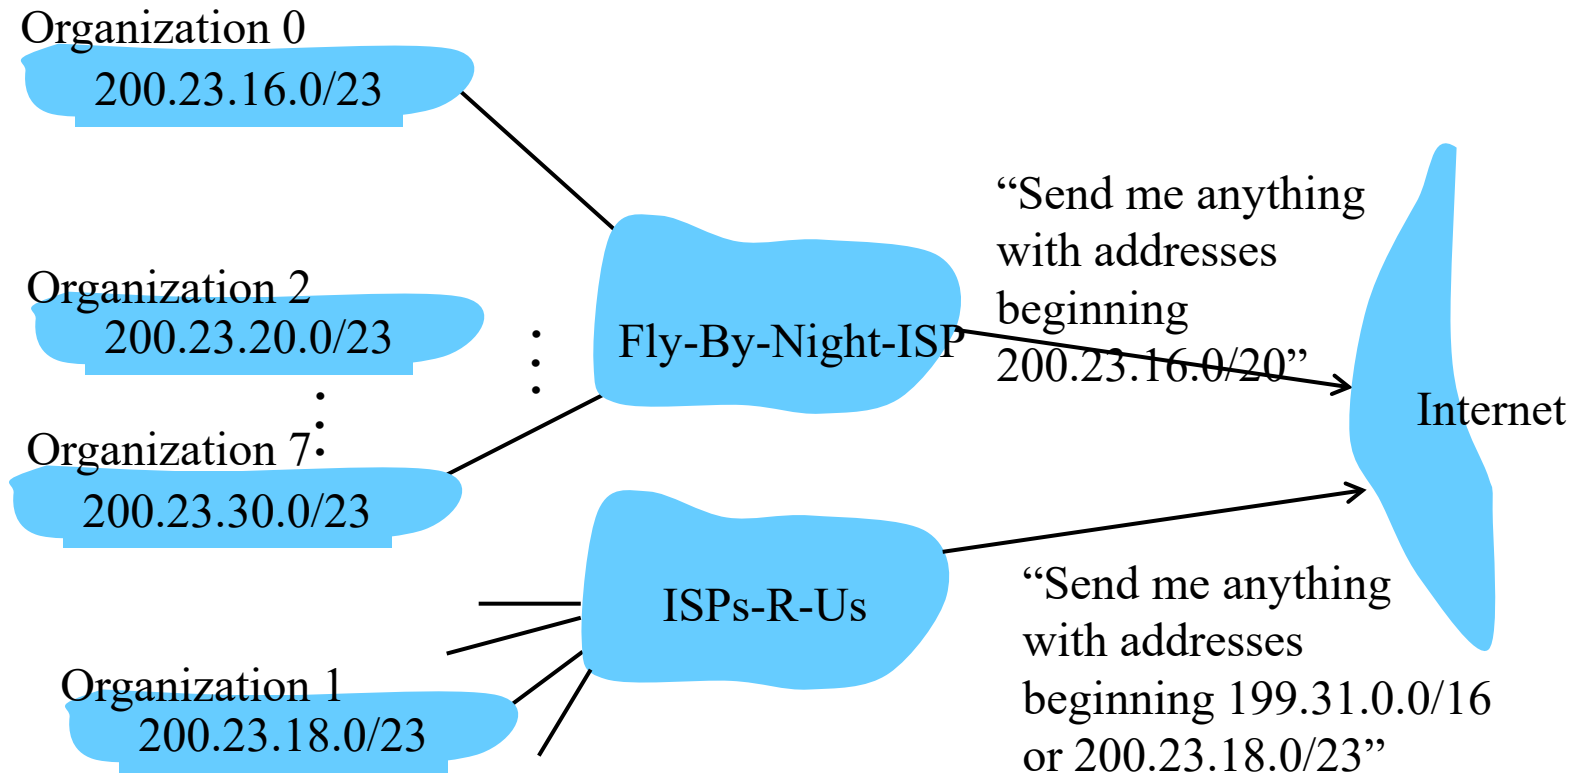 Organization 0
200.23.16.0/23
Organization 2
200.23.20.0/23
Organization 7
200.23.30.0/23
Fly-By-Night-ISP
“Send me anything
with addresses
beginning
200.23.16.0/20”
Internet
ISPs-R-Us
Organization 1
200.23.18.0/23
“Send me anything
with addresses
beginning 199.31.0.0/16
or 200.23.18.0/23”